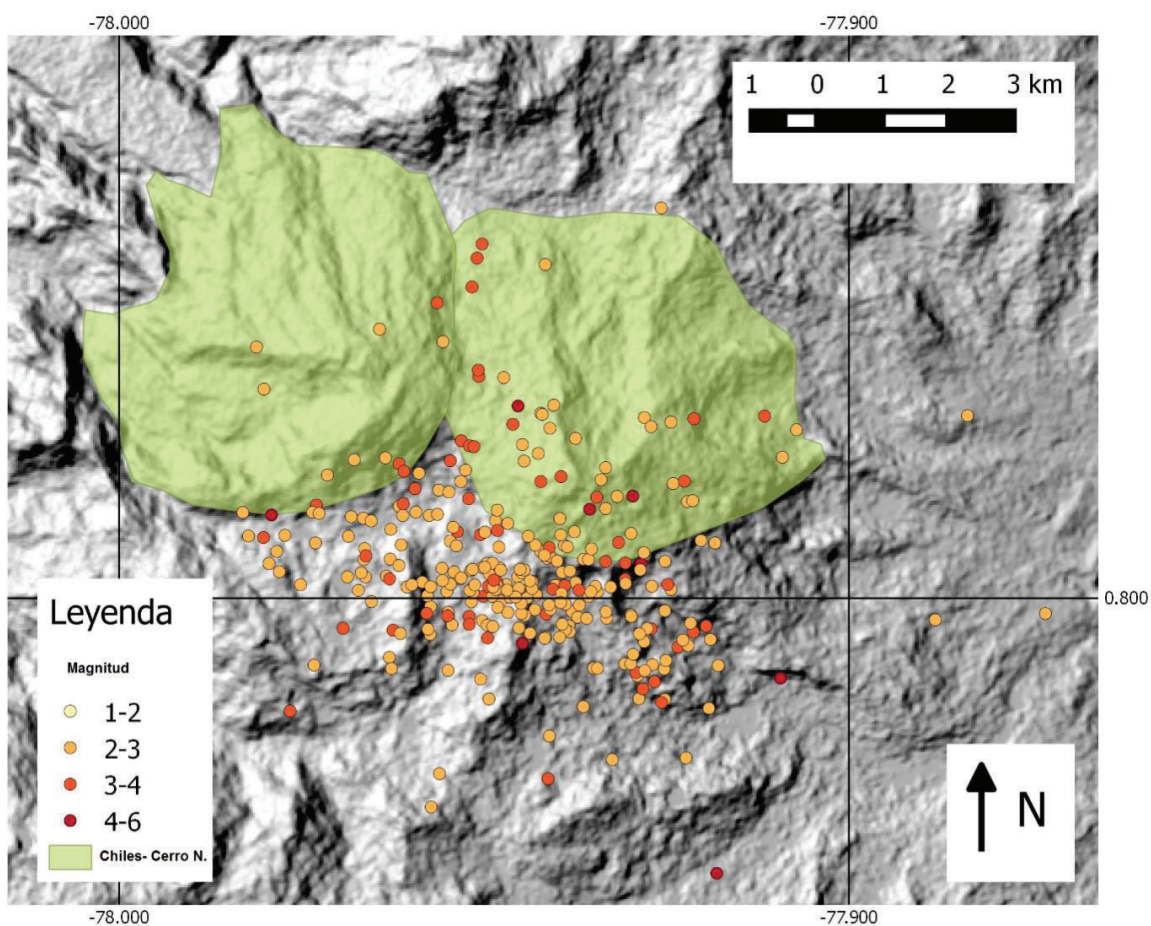 -78.000 -77.900
1 0 1 2 3 km
0.800
Leyenda
Magnitud
1-2
2-3
3-4
4-6
Chiles- Cerro N.
N
-78.000 -77.900